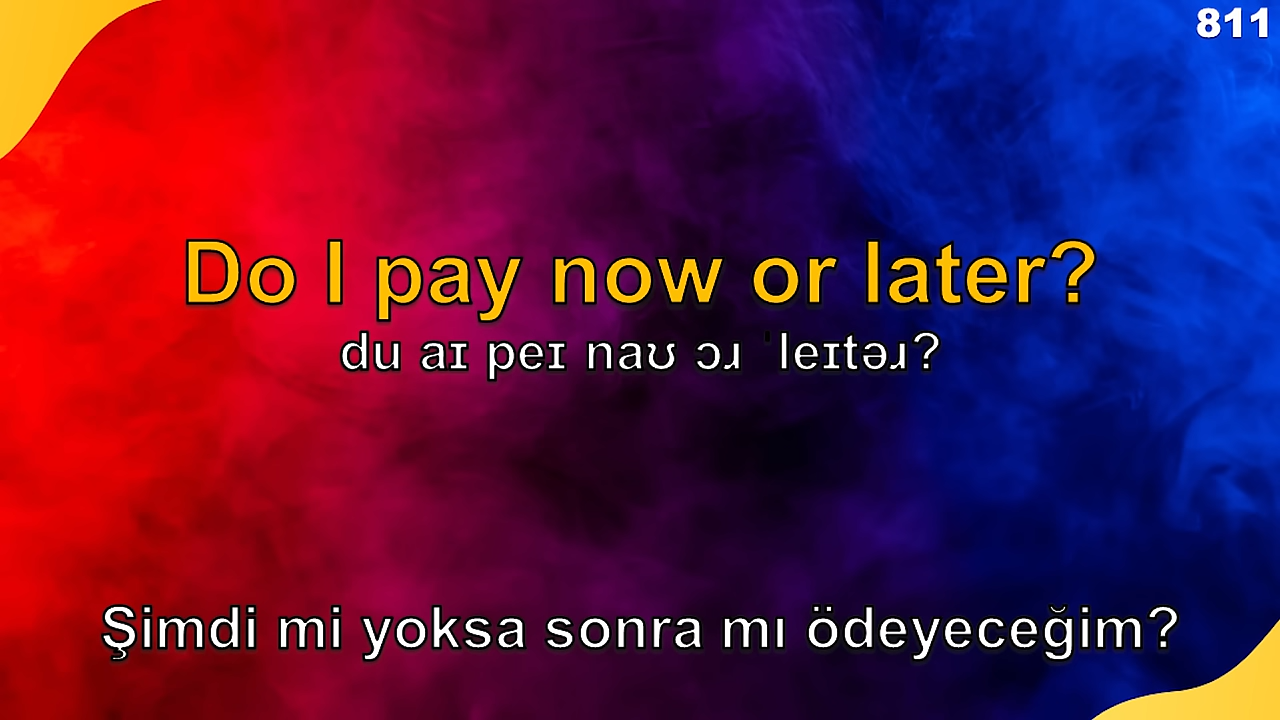 811
Do I pay now or later?
du aɪ peɪ naʊ ɔɹ ˈleɪtəɹ?
Şimdi mi yoksa sonra mı ödeyeceğim?